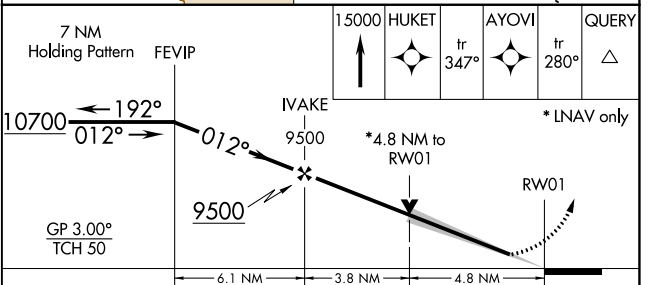 15000 HUKET tr 347° AYOVI tr 280° QUERY
7 NM
Holding Pattern
FEVIP
* LNAV only
10700
192°
012°
012°
IVAKE
9500
*4.8 NM to
RW01
9500
RW01
GP 3.00°
TCH 50
6.1 NM
3.8 NM
4.8 NM